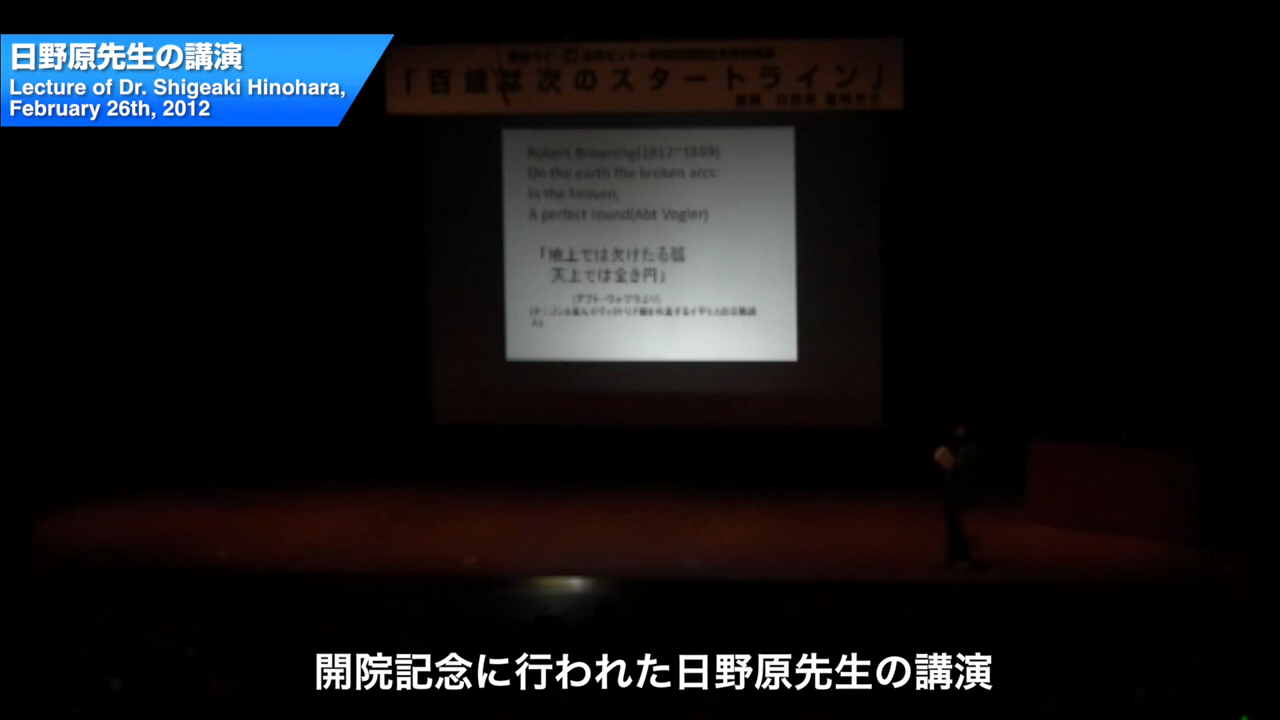 日野原先生の講演
Lecture of Dr. Shigeaki Hinohara,
February 26th, 2012
「百歳は次のスタートライン」
Robert Browning(1812~1889)
On the earth the broken arcs:
In the heaven,
A perfect round(Abt Vogler)
「地上では欠けたる弧
天上では全き円」
開院記念に行われた日野原先生の講演